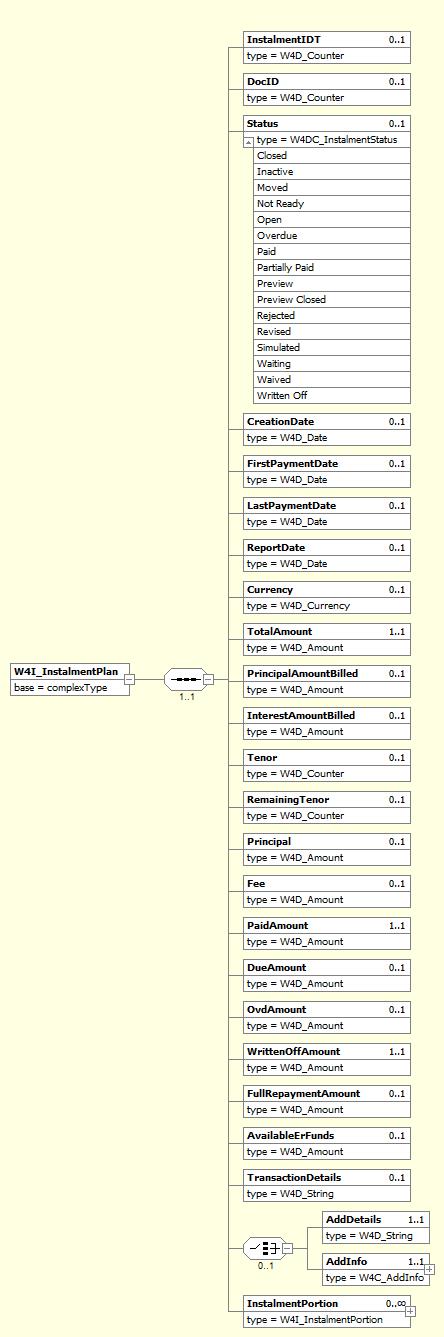 InstalmentIDT 0..1
type = W4D_Counter
DocID 0..1
type = W4D_Counter
Status 0..1
type = W4DC_InstalmentStatus
Closed
Inactive
Moved
Not Ready
Open
Overdue
Paid
Partially Paid
Preview
Preview Closed
Rejected
Revised
Simulated
Waiting
Waived
Written Off
CreationDate 0..1
type = W4D_Date
FirstPaymentDate 0..1
type = W4D_Date
LastPaymentDate 0..1
type = W4D_Date
ReportDate 0..1
type = W4D_Date
Currency 0..1
type = W4D_Currency
TotalAmount 1..1
type = W4D_Amount
W4I_InstalmentPlan
base = complexType
1..1
PrincipalAmountBilled 0..1
type = W4D_Amount
InterestAmountBilled 0..1
type = W4D_Amount
Tenor 0..1
type = W4D_Counter
RemainingTenor 0..1
type = W4D_Counter
Principal 0..1
type = W4D_Amount
Fee 0..1
type = W4D_Amount
PaidAmount 1..1
type = W4D_Amount
DueAmount 0..1
type = W4D_Amount
OvdAmount 0..1
type = W4D_Amount
WrittenOffAmount 1..1
type = W4D_Amount
FullRepaymentAmount 0..1
type = W4D_Amount
AvailableErFunds 0..1
type = W4D_Amount
TransactionDetails 0..1
type = W4D_String
0..1
AddDetails 1..1
type = W4D_String
AddInfo 1..1
type = W4C_AddInfo
InstalmentPortion 0..∞
type = W4I_InstalmentPortion